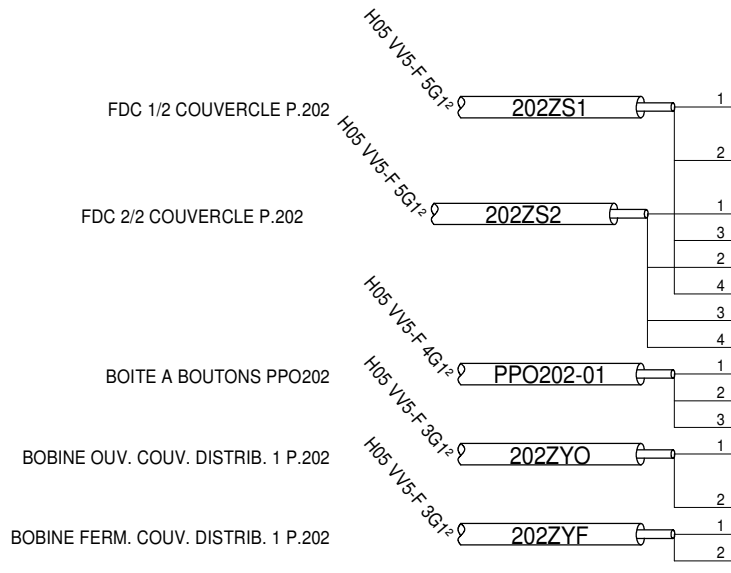 H05 VV5-F 5G1²
FDC 1/2 COUVERCLE P.202
202ZS1
1
2
H05 VV5-F 5G1²
FDC 2/2 COUVERCLE P.202
202ZS2
1
3
2
4
3
4
H05 VV5-F 4G1²
BOITE A BOUTONS PPO202
PPO202-01
1
2
3
H05 VV5-F 3G1²
BOBINE OUV. COUV. DISTRIB. 1 P.202
202ZYO
1
2
H05 VV5-F 3G1²
BOBINE FERM. COUV. DISTRIB. 1 P.202
202ZYF
1
2